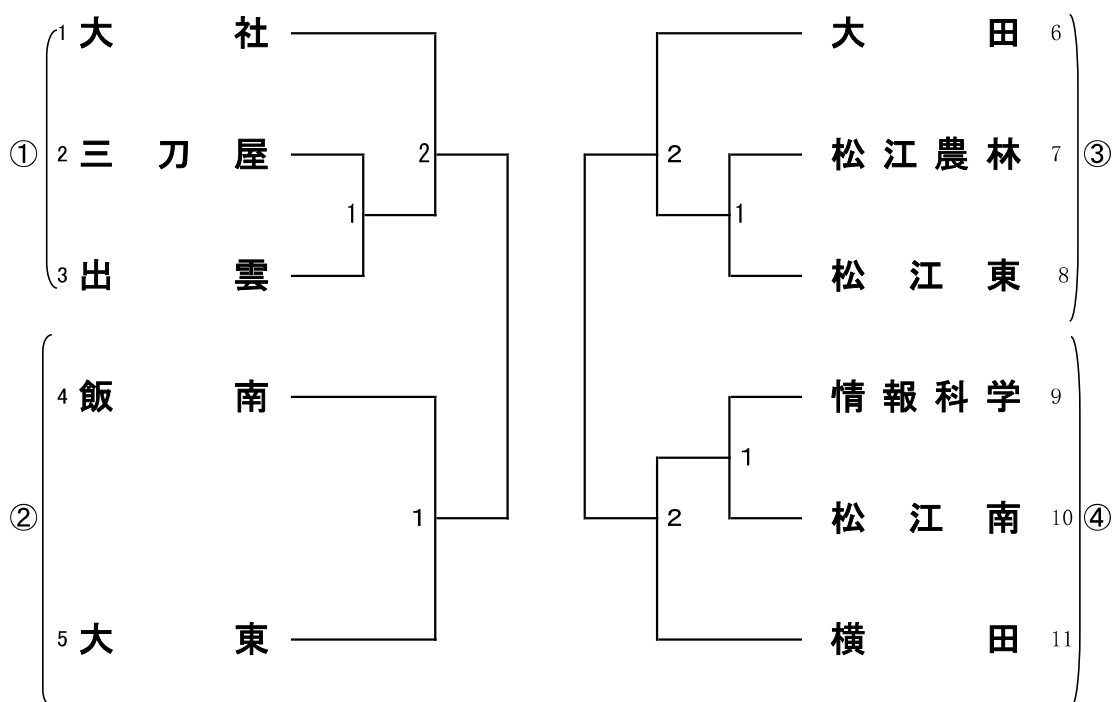 1 大社
① 2 三刀屋
2
1
3 出雲
4 飯南
② 1
5 大東
大田 6
2 松江農林 7 ③
1
松江東 8
情報科学 9
1
2 松江南 10 ④
横田 11